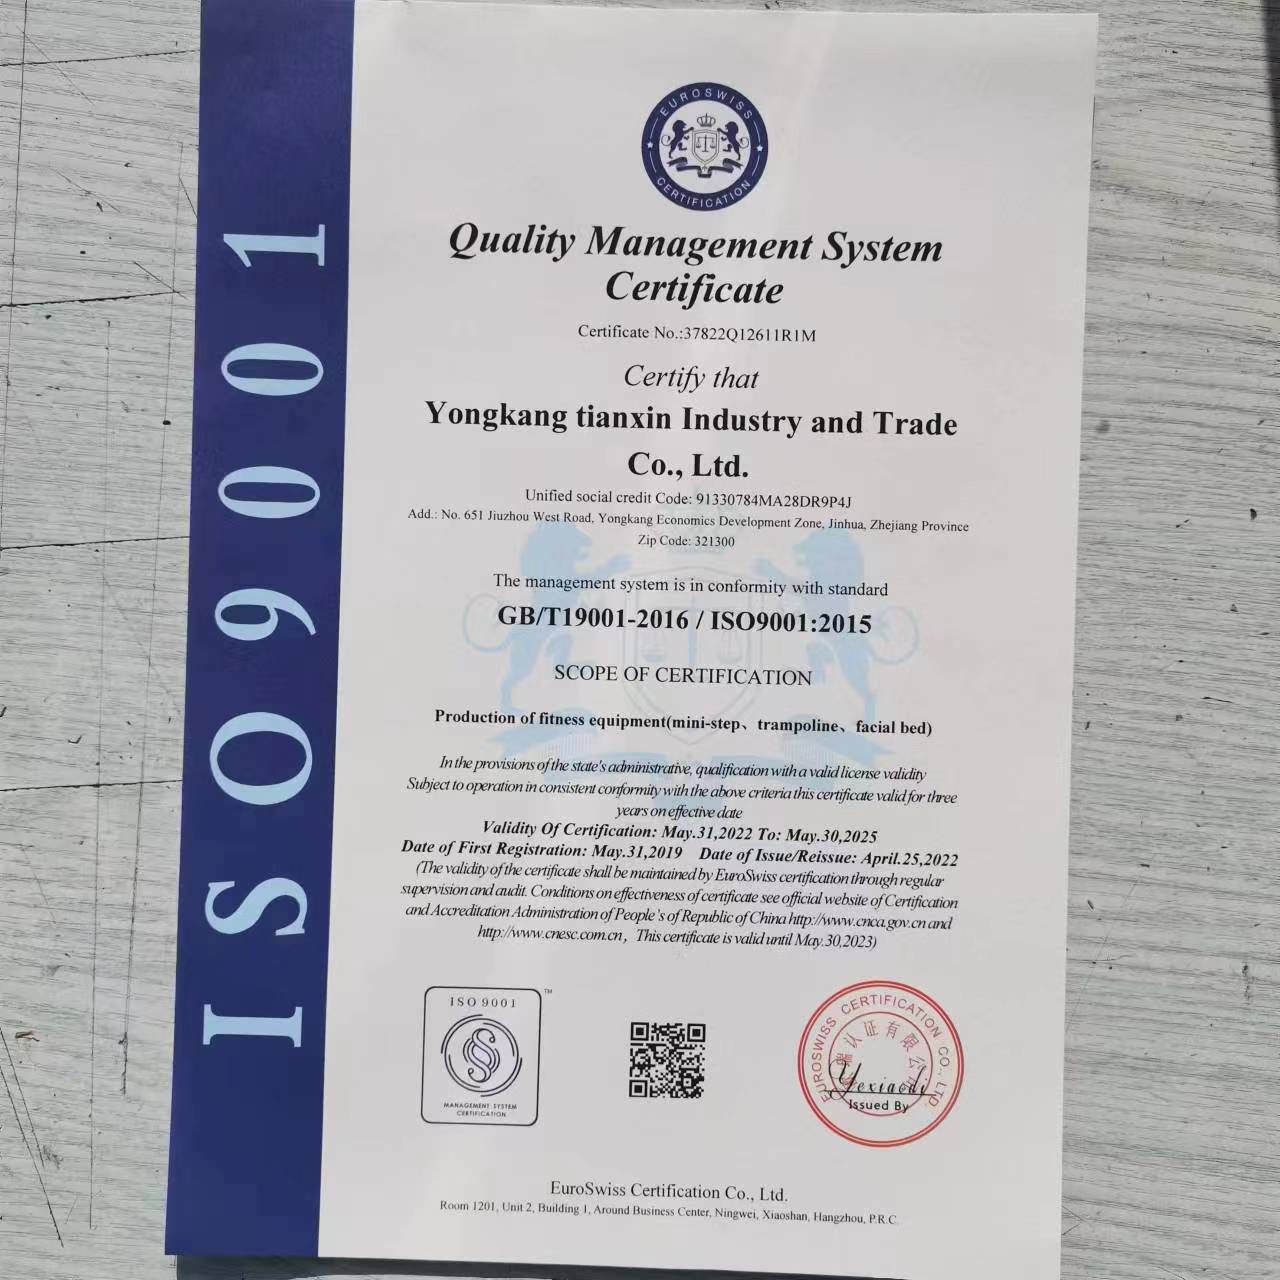 ISO9001
EUROSWISS
CERTIFICATION
Quality Management System
Certificate
Certificate No.:37822Q12611R1M
Certify that
Yongkang tianxin Industry and Trade
Co., Ltd.
Unified social credit Code: 91330784MA28DR9P4J
Add.: No. 651 Jiuzhou West Road, Yongkang Economics Development Zone, Jinhua, Zhejiang Province
Zip Code: 321300
The management system is in conformity with standard
GB/T19001-2016 / ISO9001:2015
SCOPE OF CERTIFICATION
Production of fitness equipment(mini-step、trampoline、facial bed)
In the provisions of the state's administrative, qualification with a valid license validity
Subject to operation in consistent conformity with the above criteria this certificate valid for three
years on effective date
Validity Of Certification: May.31,2022 To: May.30,2025
Date of First Registration: May.31,2019 Date of Issue/Reissue: April.25,2022
(The validity of the certificate shall be maintained by EuroSwiss certification through regular
supervision and audit. Conditions on effectiveness of certificate see official website of Certification
and Accreditation Administration of People's of Republic of China http://www.cnca.gov.cn and
http://www.cnesc.com.cn，This certificate is valid until May.30,2023)
ISO 9001
TM
MANAGEMENT SYSTEM
CERTIFICATION
EUROSWISS CERTIFICATION CO., LTD.
瑞认证有限公司
Yexiaodi
Issued By
EuroSwiss Certification Co., Ltd.
Room 1201, Unit 2, Building 1, Around Business Center, Ningwei, Xiaoshan, Hangzhou, P.R.C.